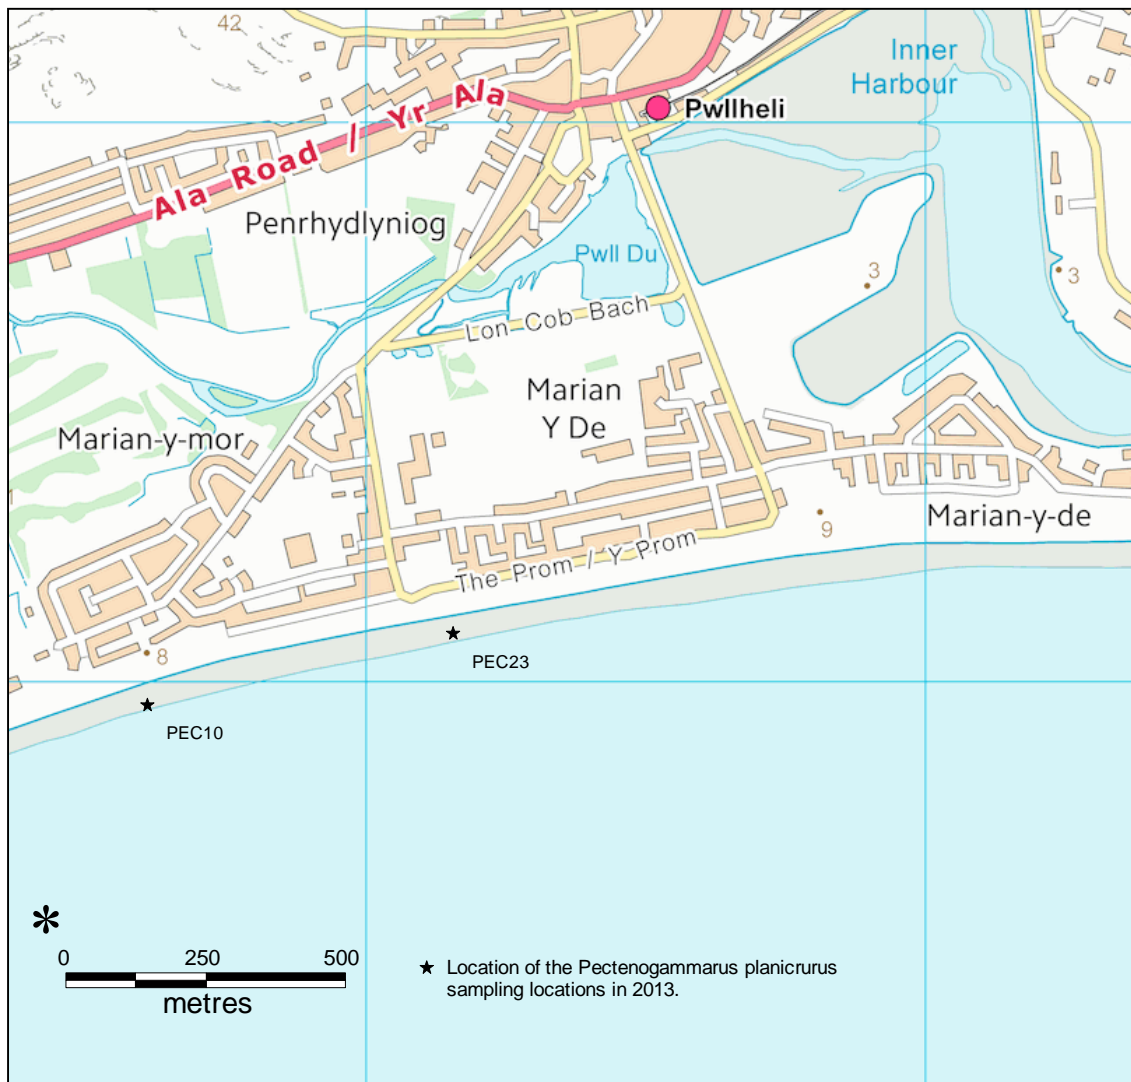 42
Inner
Harbour
Pwllheli
Ala Road / Yr Ala
Penrhydlyniog
Pwll Du
3
3
Lon Cob Bach
Marian
Y De
Marian-y-mor
9
Marian-y-de
The Prom / Y Prom
8
PEC23
PEC10
*
0 250 500
metres
Location of the Pectenogammarus planicrurus
sampling locations in 2013.